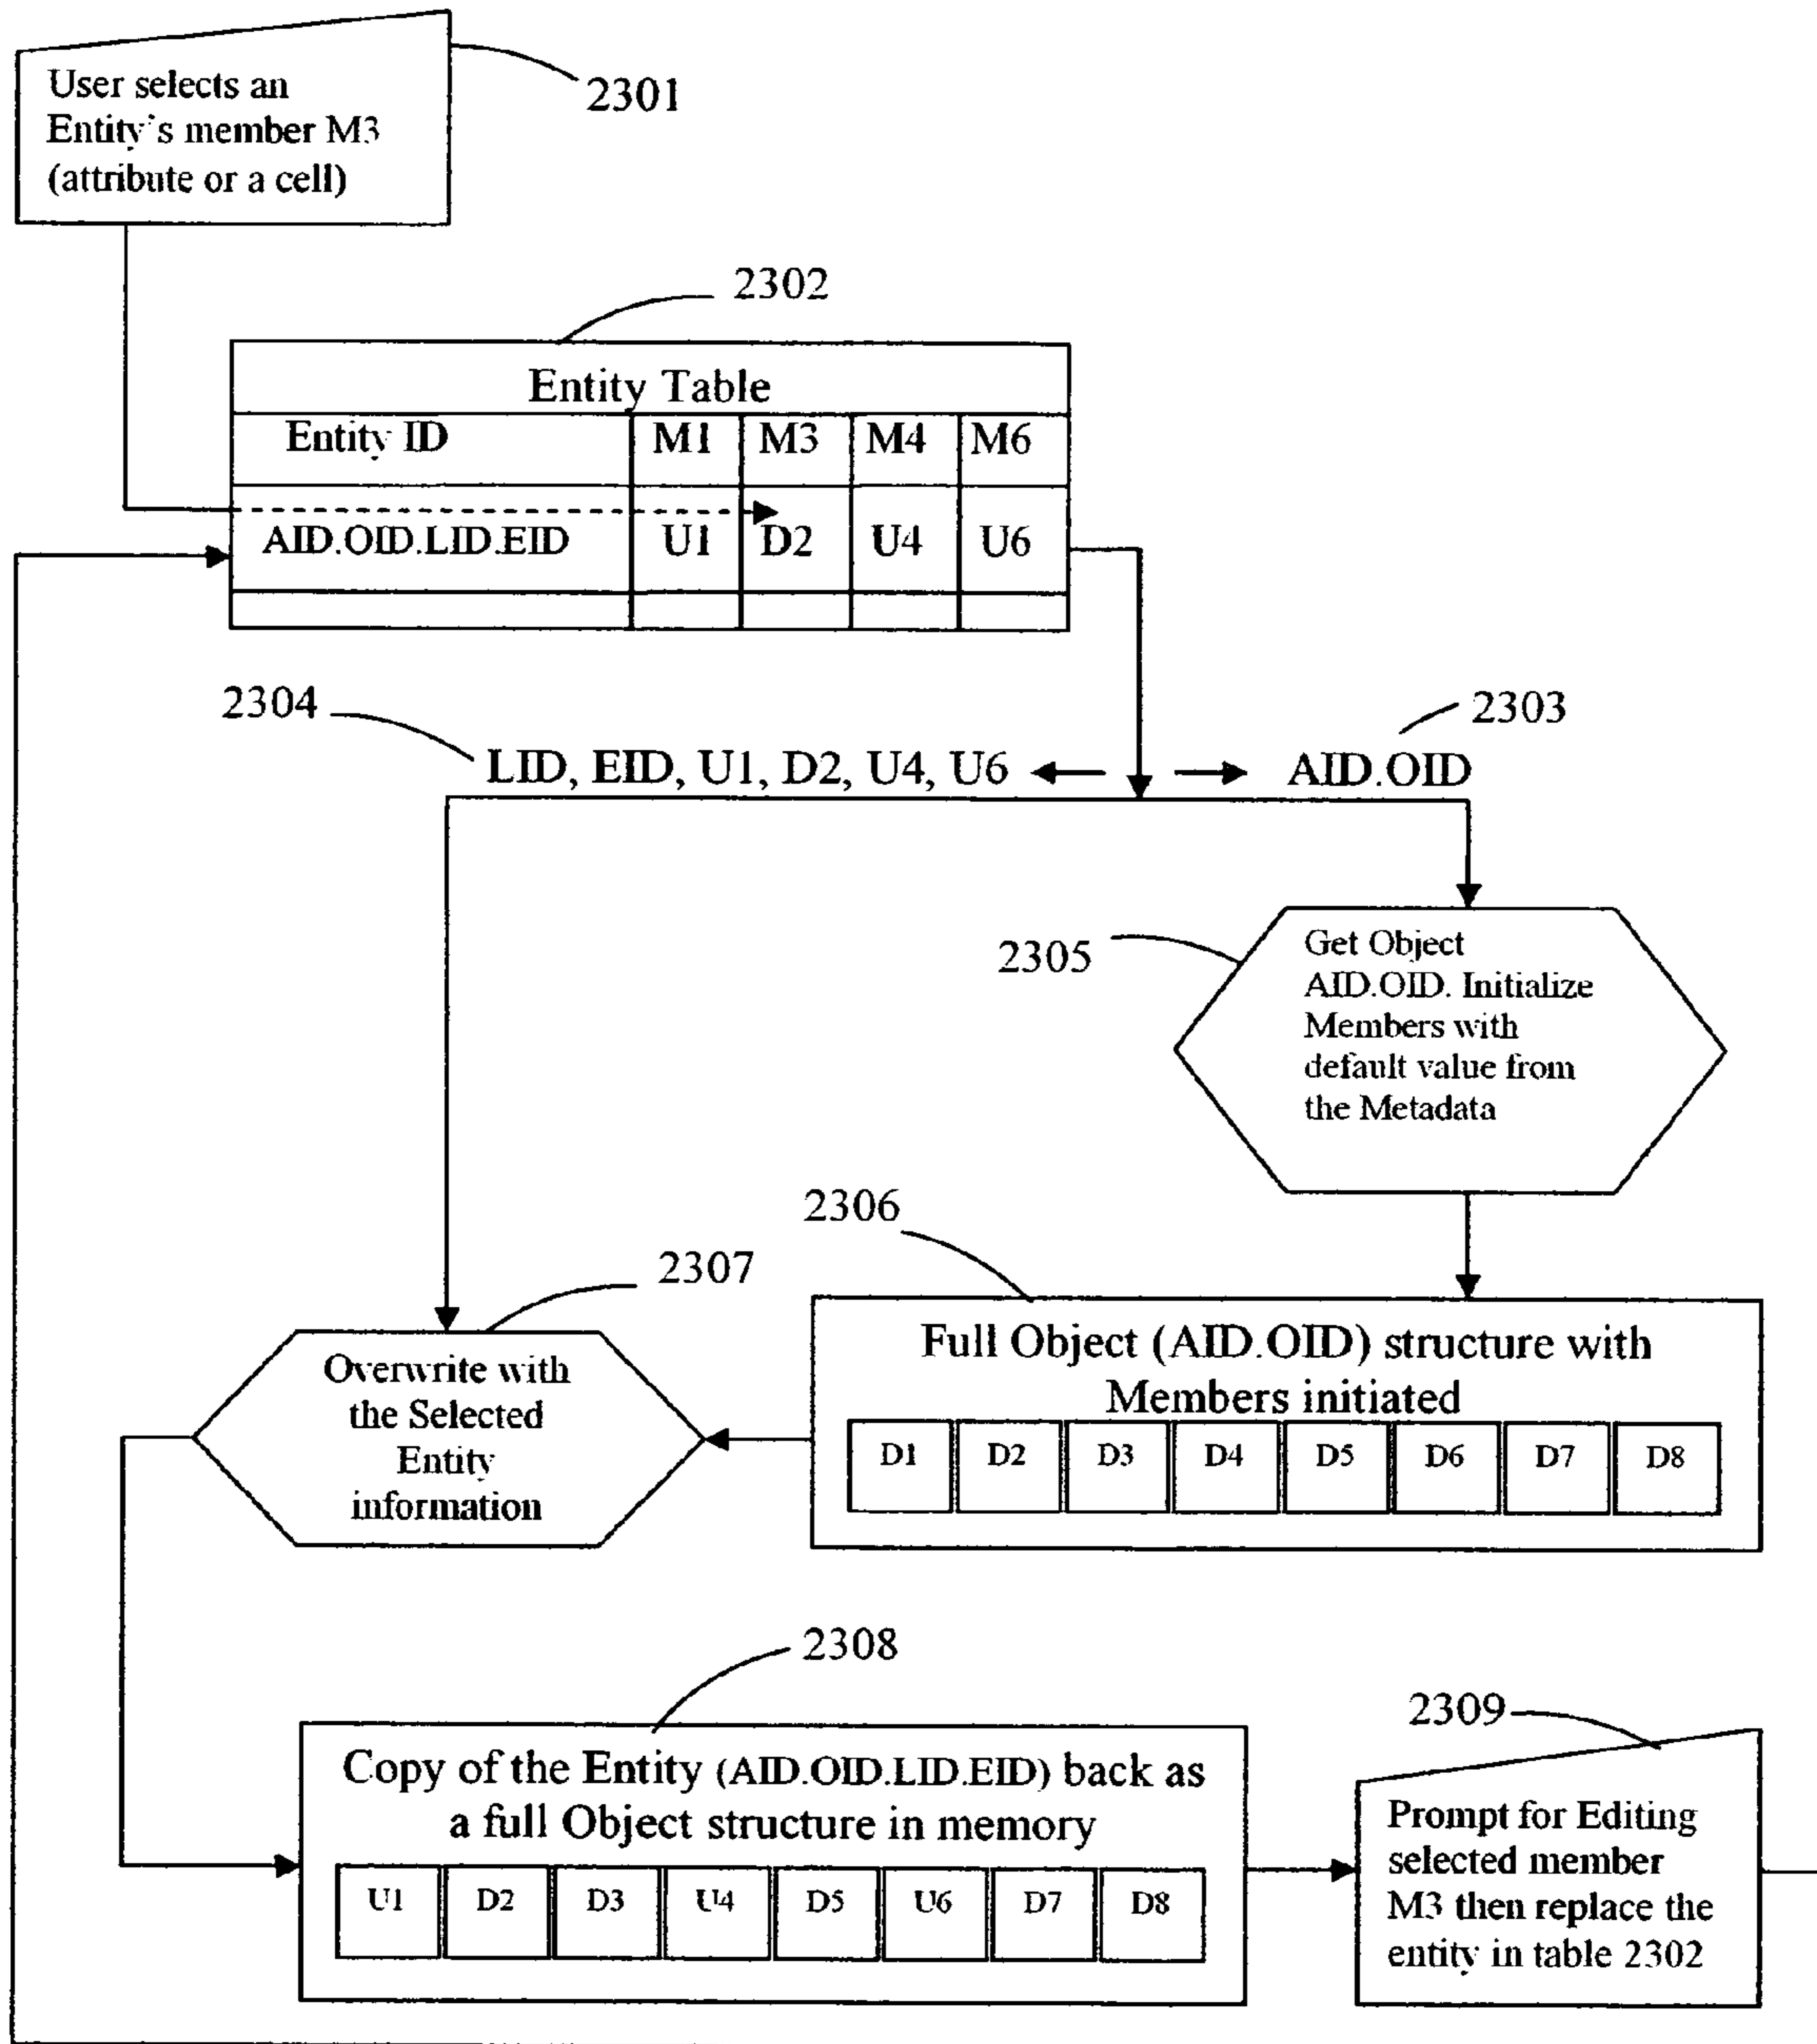 User selects an
Entity's member M3
(attribute or a cell)
2301
2302
Entity Table
Entity ID M1 M3 M4 M6
AID.OID.LID.EID U1 D2 U4 U6
2304 2303
LID, EID, U1, D2, U4, U6 AID.OID
2305
Get Object
AID.OID. Initialize
Members with
default value from
the Metadata
2306
2307
Full Object (AID.OID) structure with
Members initiated
D1 D2 D3 D4 D5 D6 D7 D8
Overwrite with
the Selected
Entity
information
2308
Copy of the Entity (AID.OID.LID.EID) back as
a full Object structure in memory
U1 D2 D3 U4 D5 U6 D7 D8
2309
Prompt for Editing
selected member
M3 then replace the
entity in table 2302